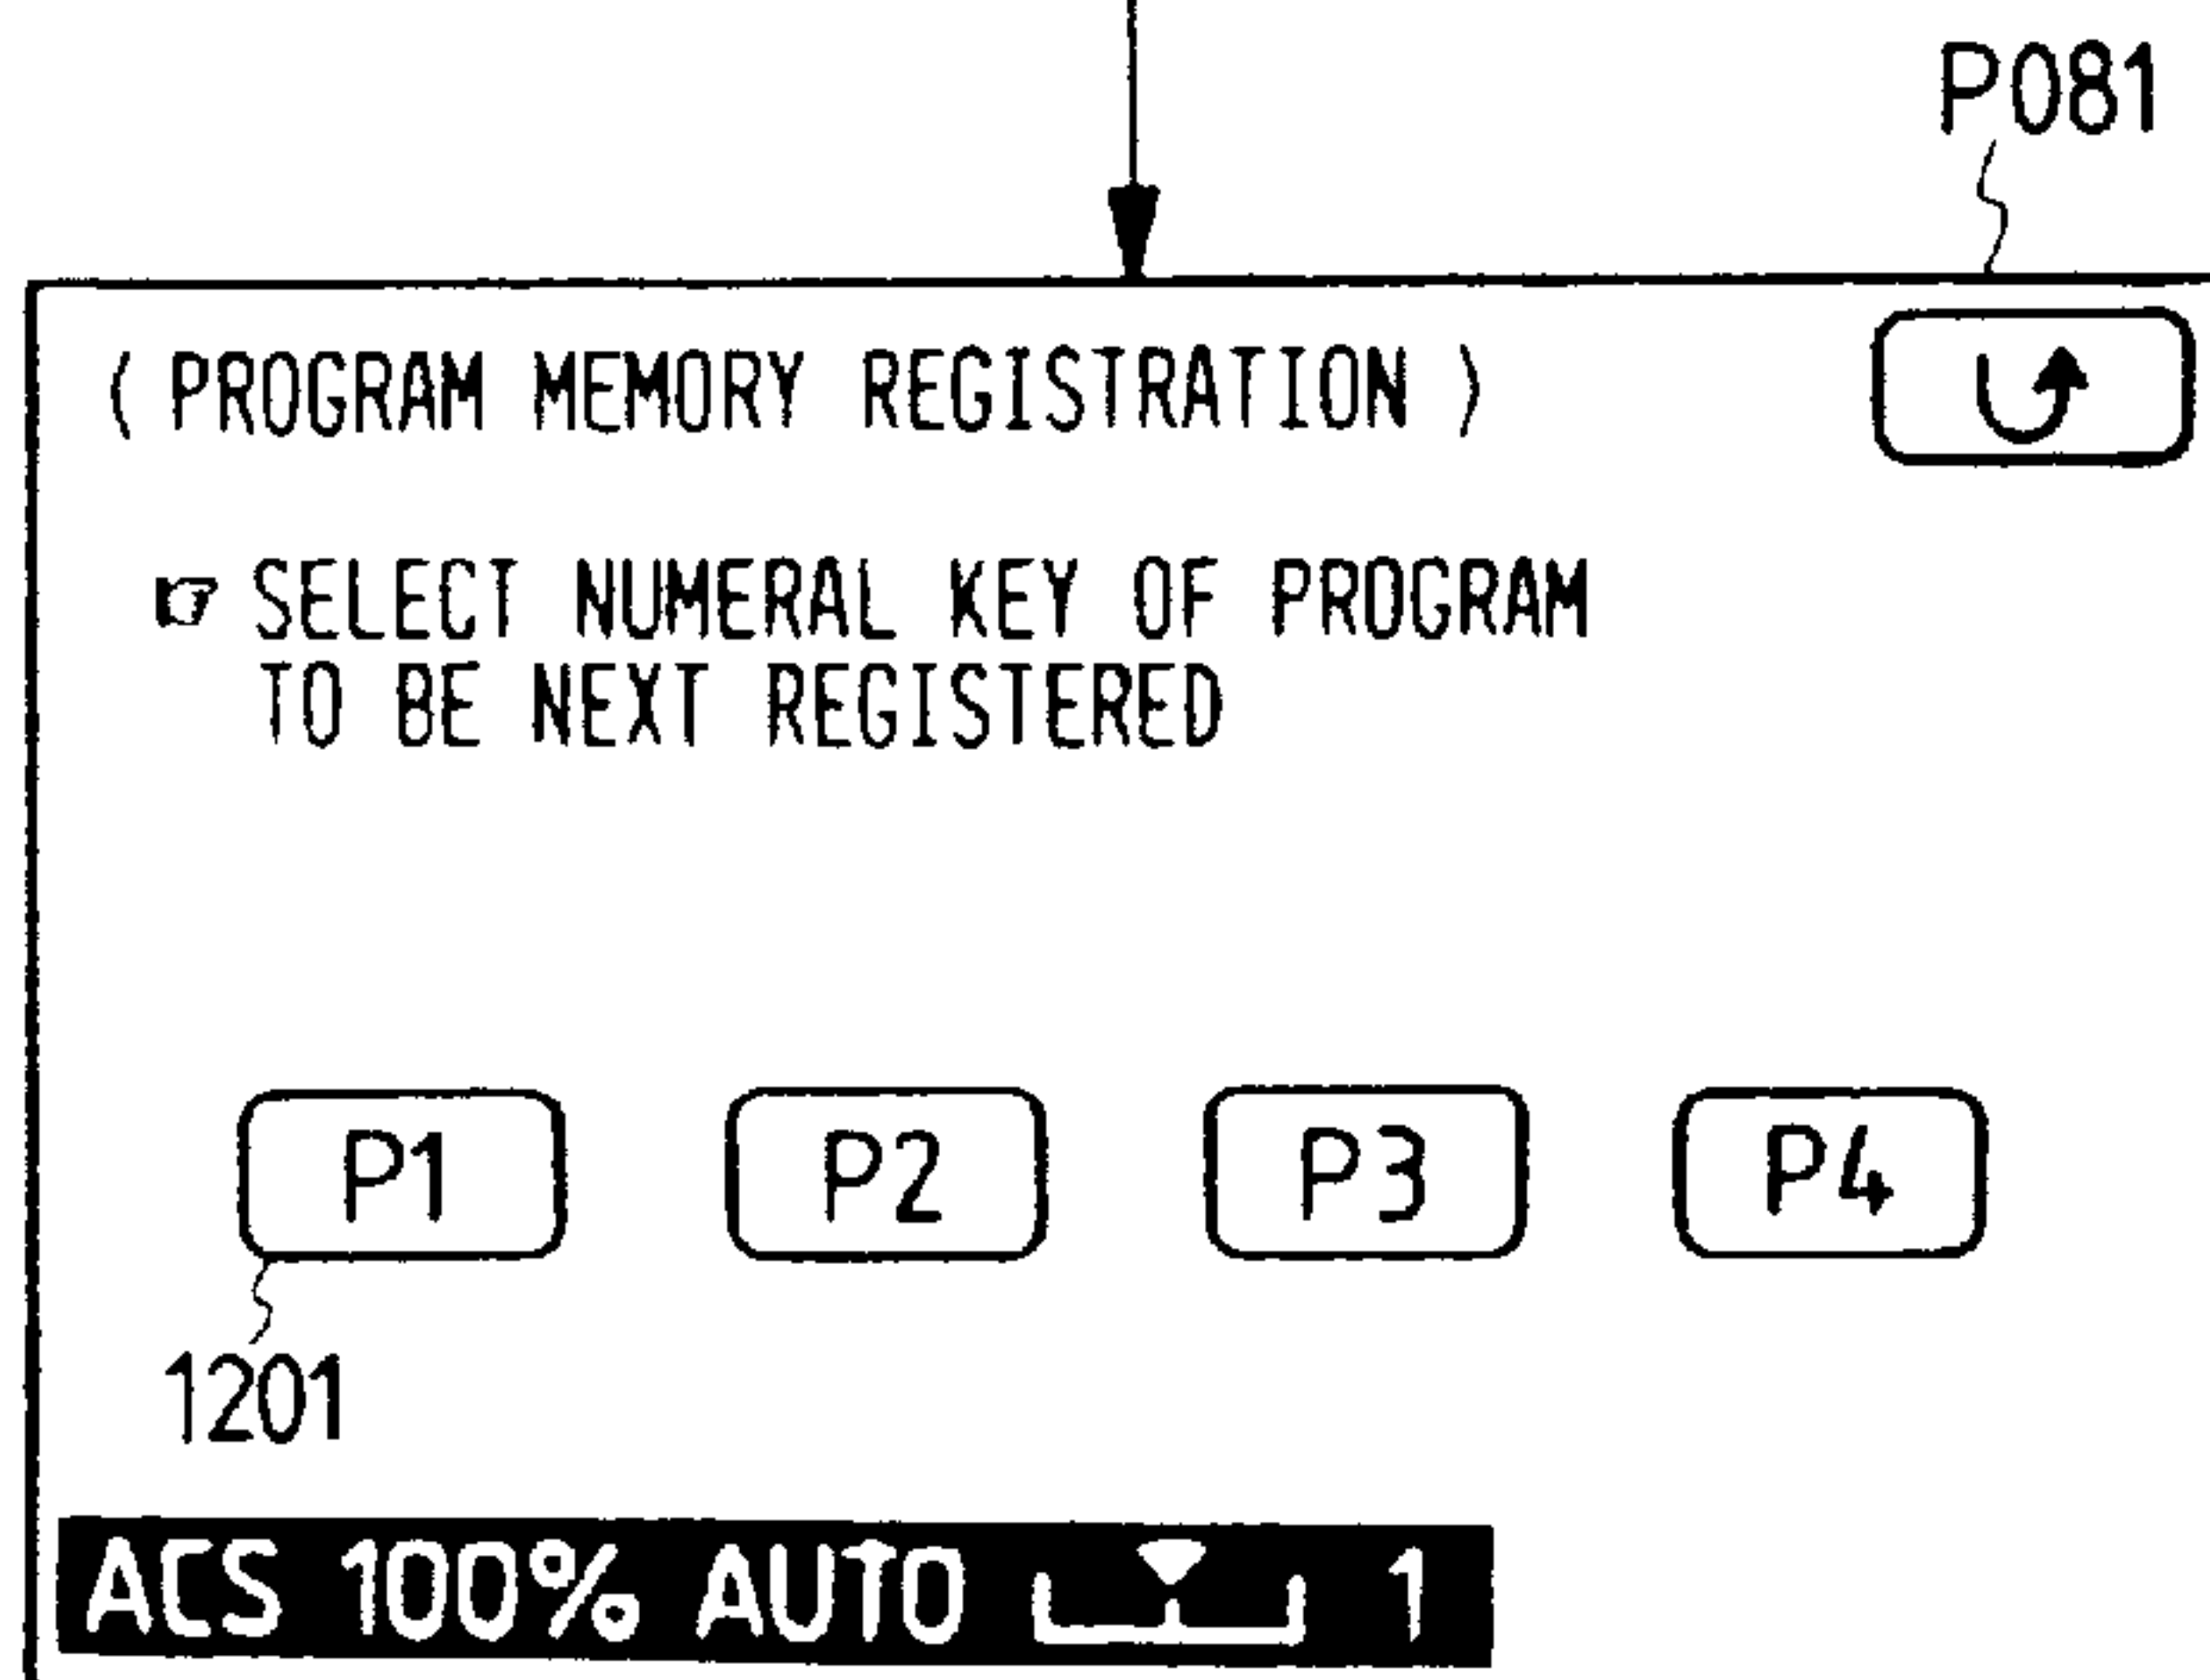 P081
( PROGRAM MEMORY REGISTRATION )
☞ SELECT NUMERAL KEY OF PROGRAM
TO BE NEXT REGISTERED
P1 P2 P3 P4
1201
ACS 100% AUTO 1